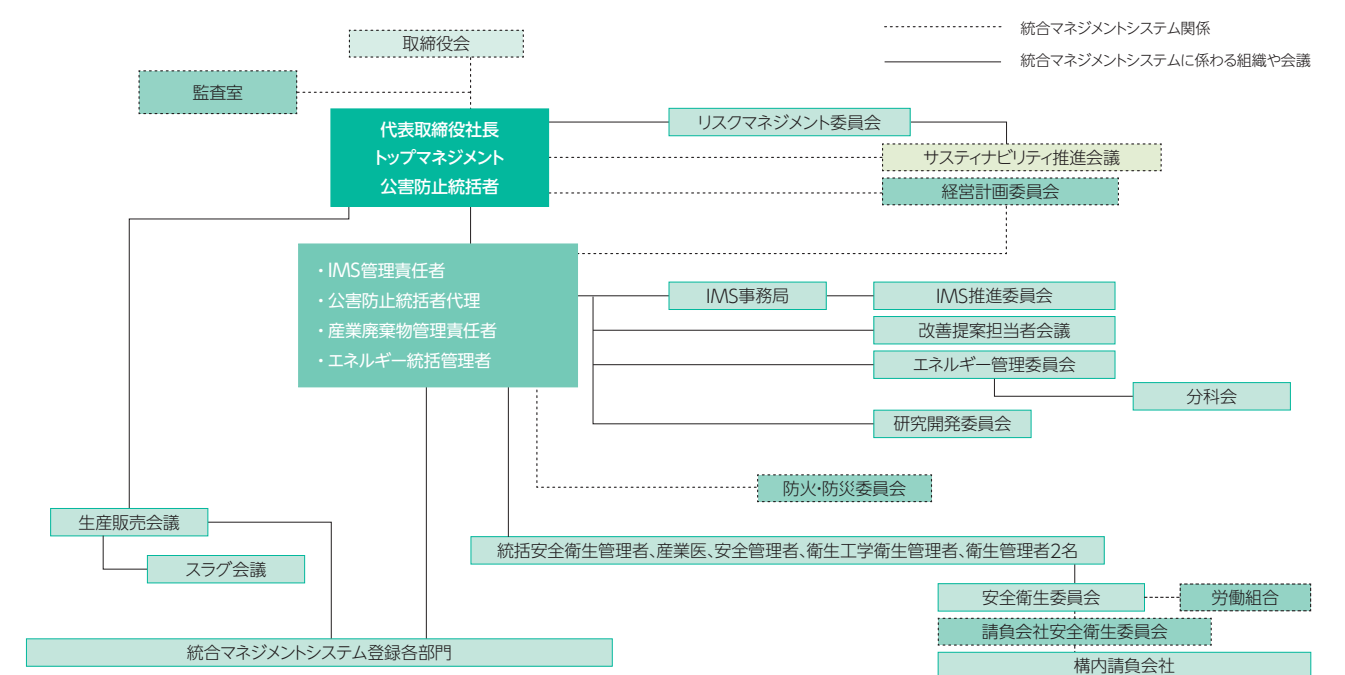 統合マネジメントシステム関係
統合マネジメントシステムに係わる組織や会議
取締役会
監査室
代表取締役社長
トップマネジメント
公害防止統括者
リスクマネジメント委員会
サスティナビリティ推進会議
経営計画委員会
・IMS管理責任者
・公害防止統括者代理
・産業廃棄物管理責任者
・エネルギー統括管理者
IMS事務局
IMS推進委員会
改善提案担当者会議
エネルギー管理委員会
分科会
研究開発委員会
防火・防災委員会
生産販売会議
スラグ会議
統括安全衛生管理者、産業医、安全管理者、衛生工学衛生管理者、衛生管理者2名
安全衛生委員会
労働組合
請負会社安全衛生委員会
統合マネジメントシステム登録各部門
構内請負会社